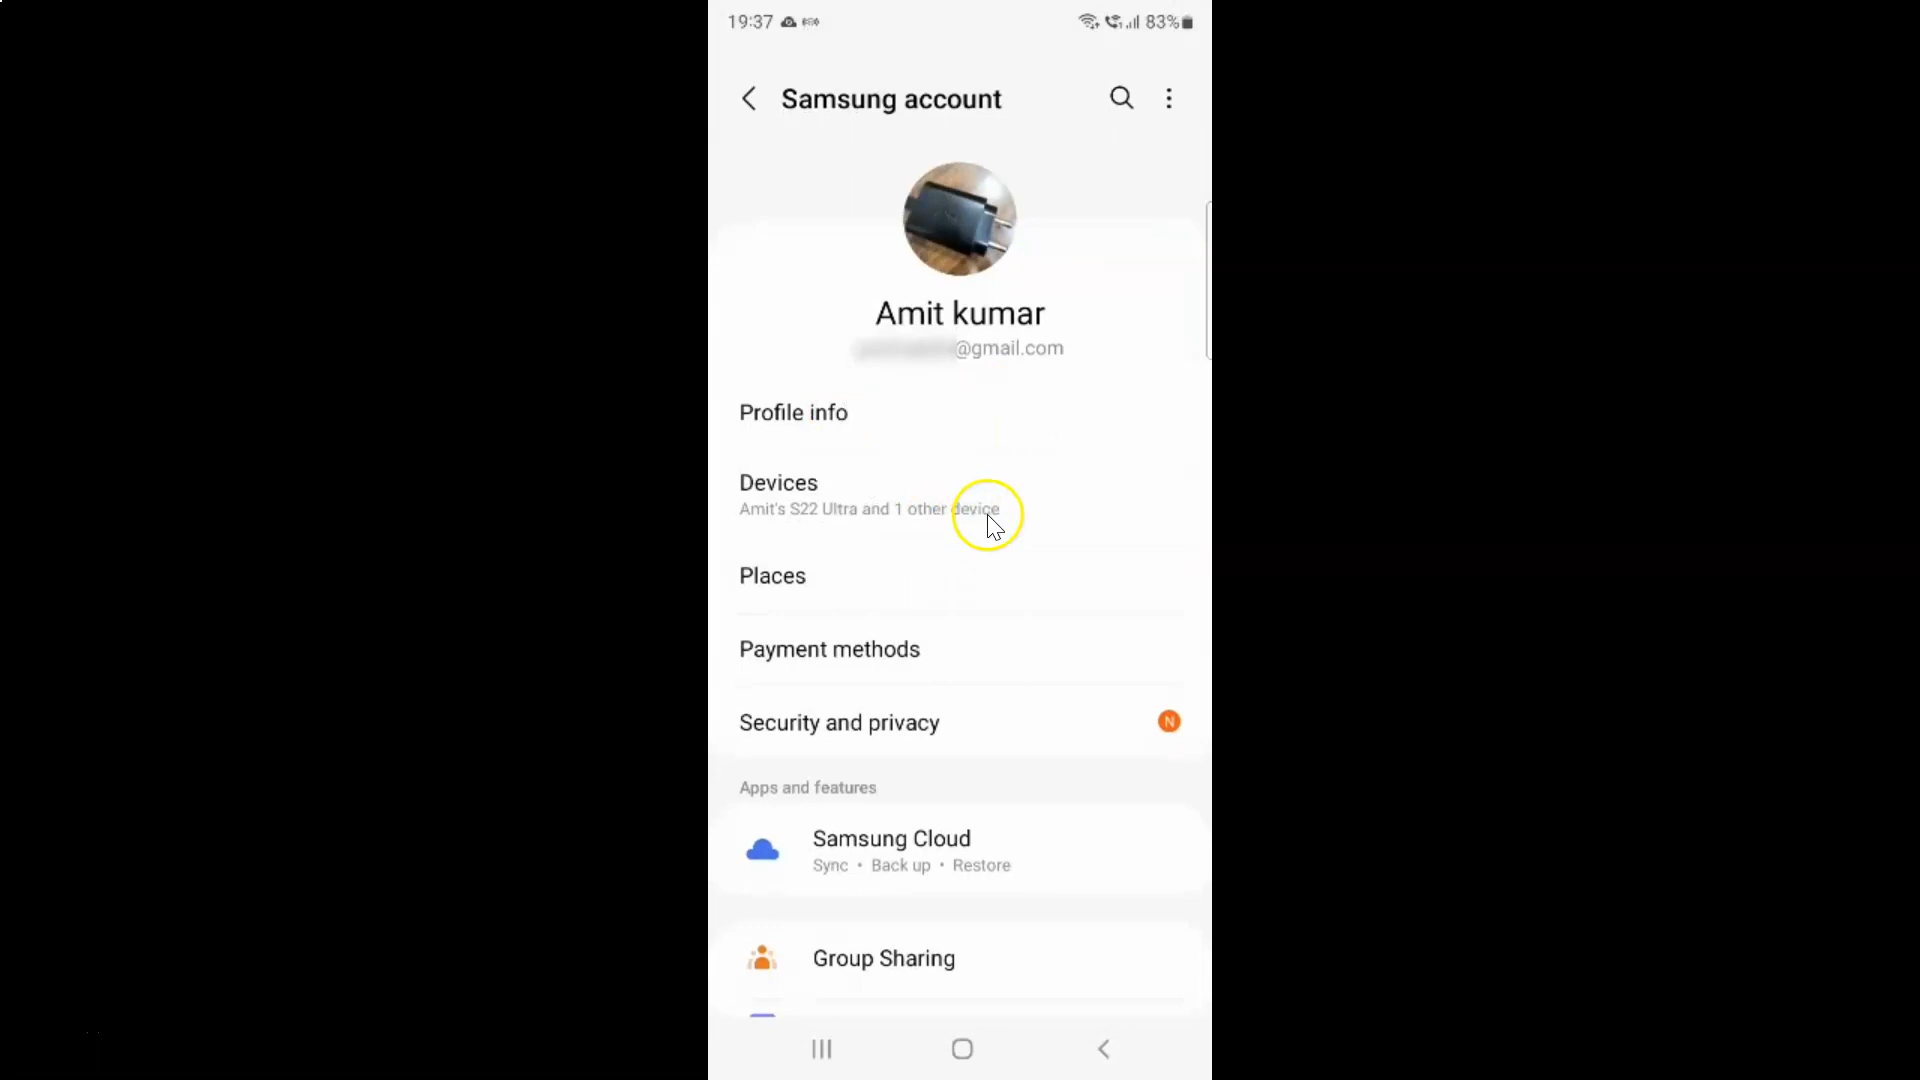 19:37 83%
Samsung account
Amit kumar
@gmail.com
Profile info
Devices
Amit's S22 Ultra and 1 other device
Places
Payment methods
Security and privacy N
Apps and features
Samsung Cloud
Sync • Back up • Restore
Group Sharing